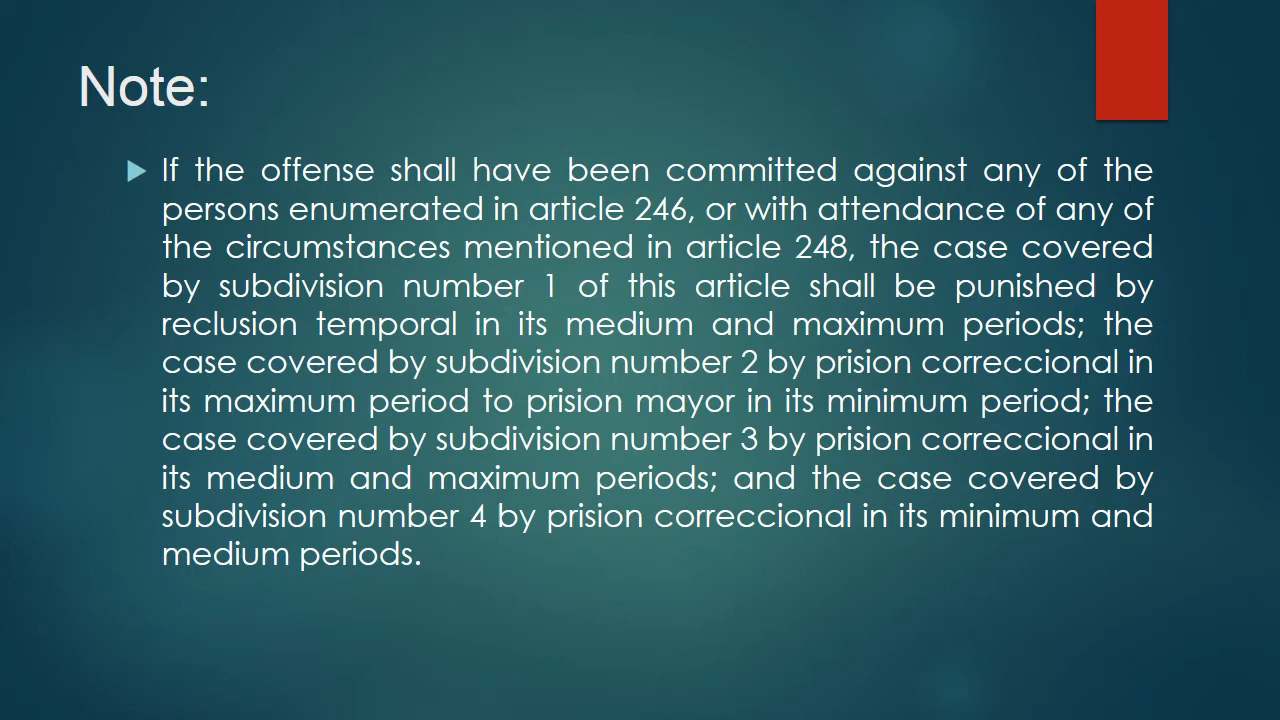 Note:
If the offense shall have been committed against any of the
persons enumerated in article 246, or with attendance of any of
the circumstances mentioned in article 248, the case covered
by subdivision number 1 of this article shall be punished by
reclusion temporal in its medium and maximum periods; the
case covered by subdivision number 2 by prision correccional in
its maximum period to prision mayor in its minimum period; the
case covered by subdivision number 3 by prision correccional in
its medium and maximum periods; and the case covered by
subdivision number 4 by prision correccional in its minimum and
medium periods.